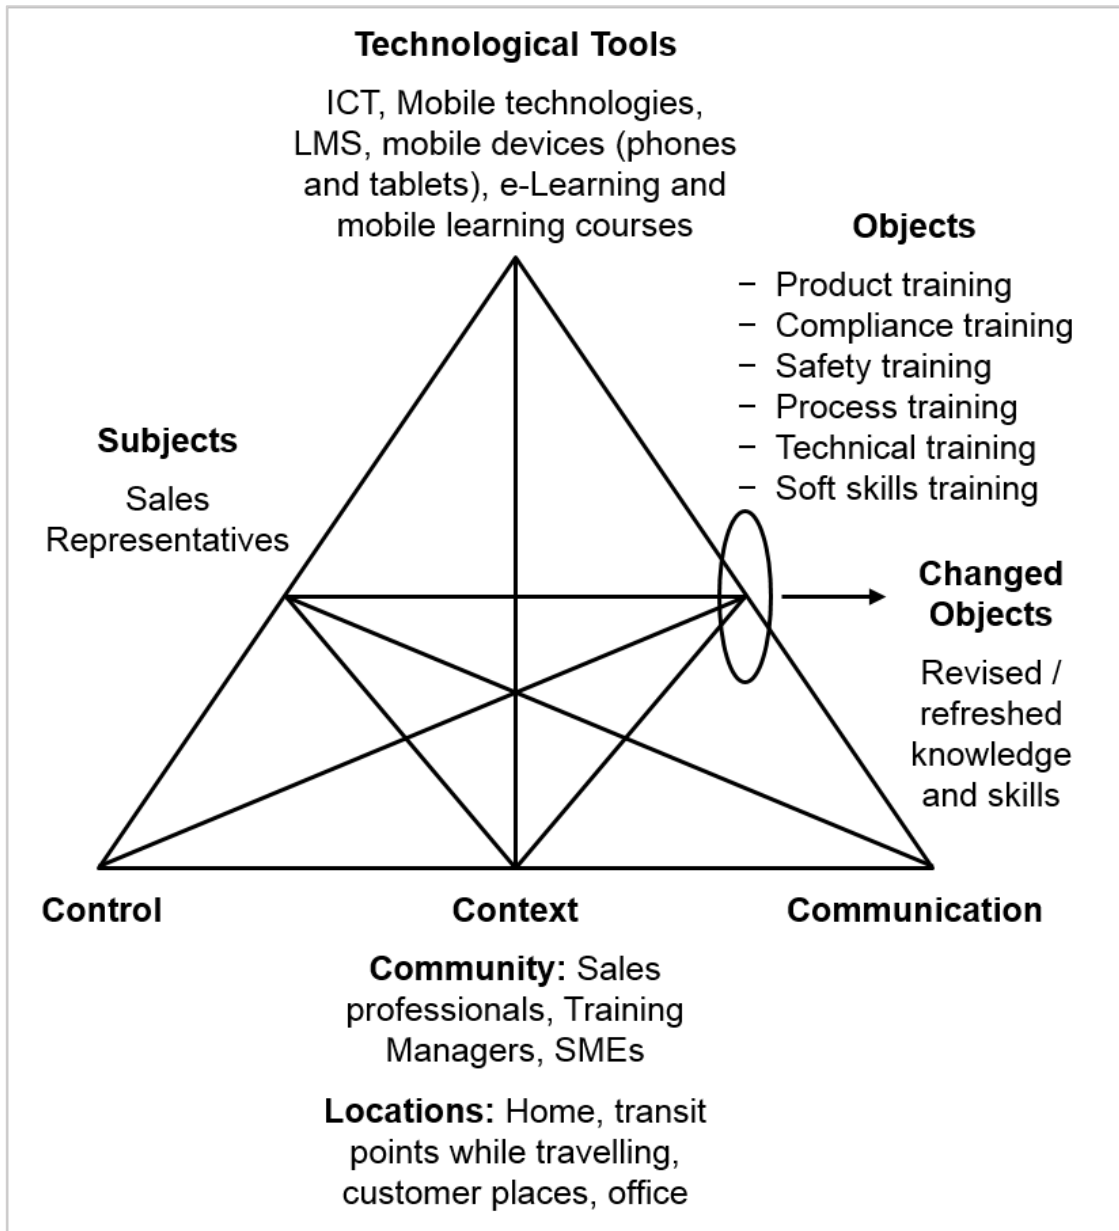 Technological Tools
ICT, Mobile technologies,
LMS, mobile devices (phones
and tablets), e-Learning and
mobile learning courses
Objects
– Product training
– Compliance training
– Safety training
– Process training
– Technical training
– Soft skills training
Subjects
Sales
Representatives
Changed
Objects
Revised /
refreshed
knowledge
and skills
Control
Context
Communication
Community: Sales
professionals, Training
Managers, SMEs
Locations: Home, transit
points while travelling,
customer places, office